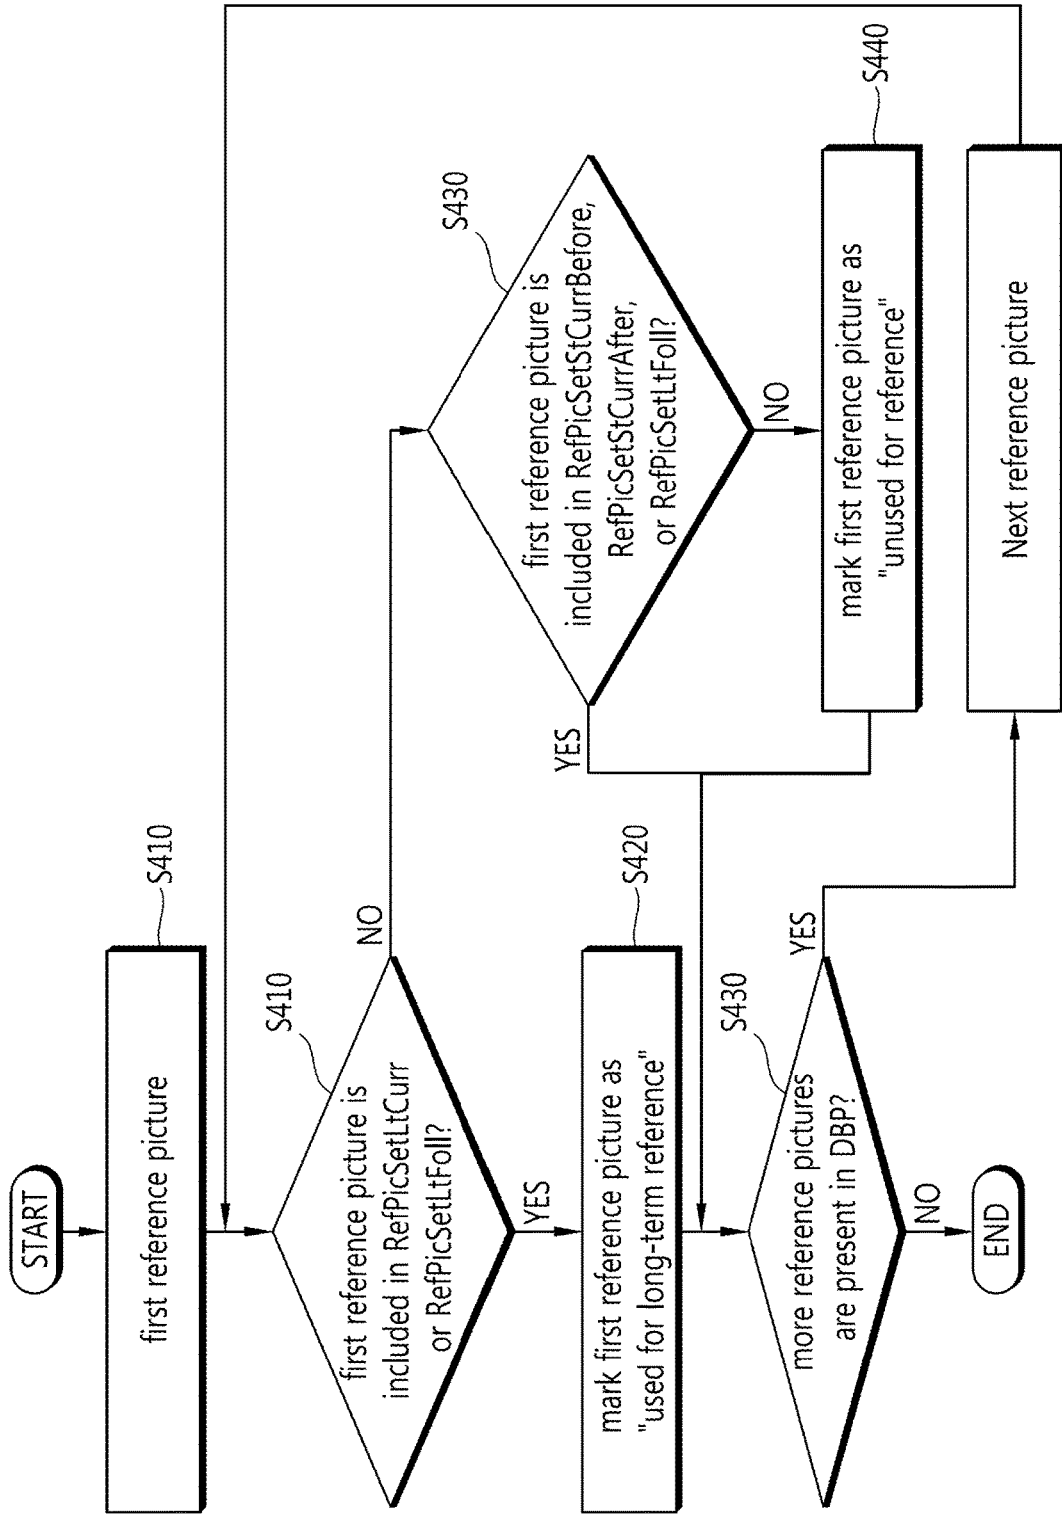 START
first reference picture
S410
first reference picture is
included in RefPicSetLtCurr
or RefPicSetLtFoll?
S410
NO
YES
mark first reference picture as
"used for long-term reference"
S420
more reference pictures
are present in DBP?
S430
YES
NO
END
first reference picture is
included in RefPicSetStCurrBefore,
RefPicSetStCurrAfter,
or RefPicSetLtFoll?
S430
YES
NO
mark first reference picture as
"unused for reference"
S440
Next reference picture